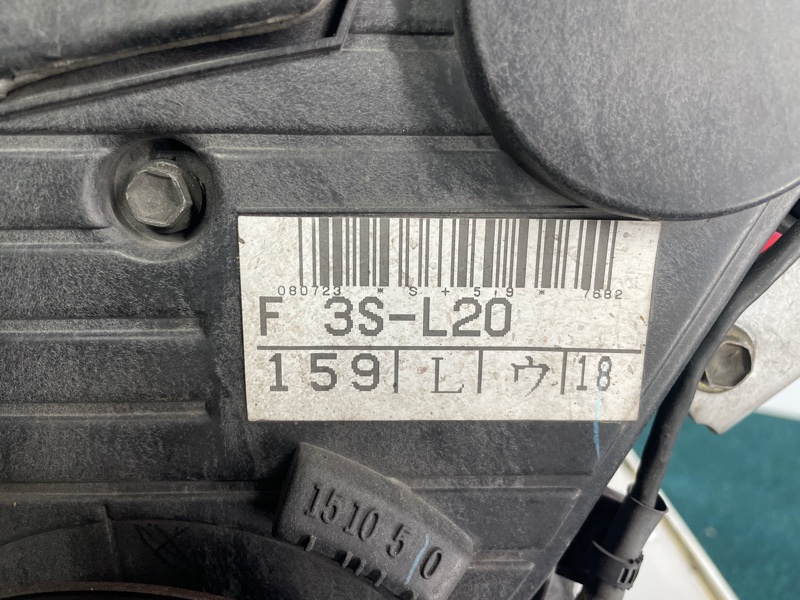 080723 * S + 5 9 * 7682
F 3S-L20
159 L ウ 18
15 10 5 0